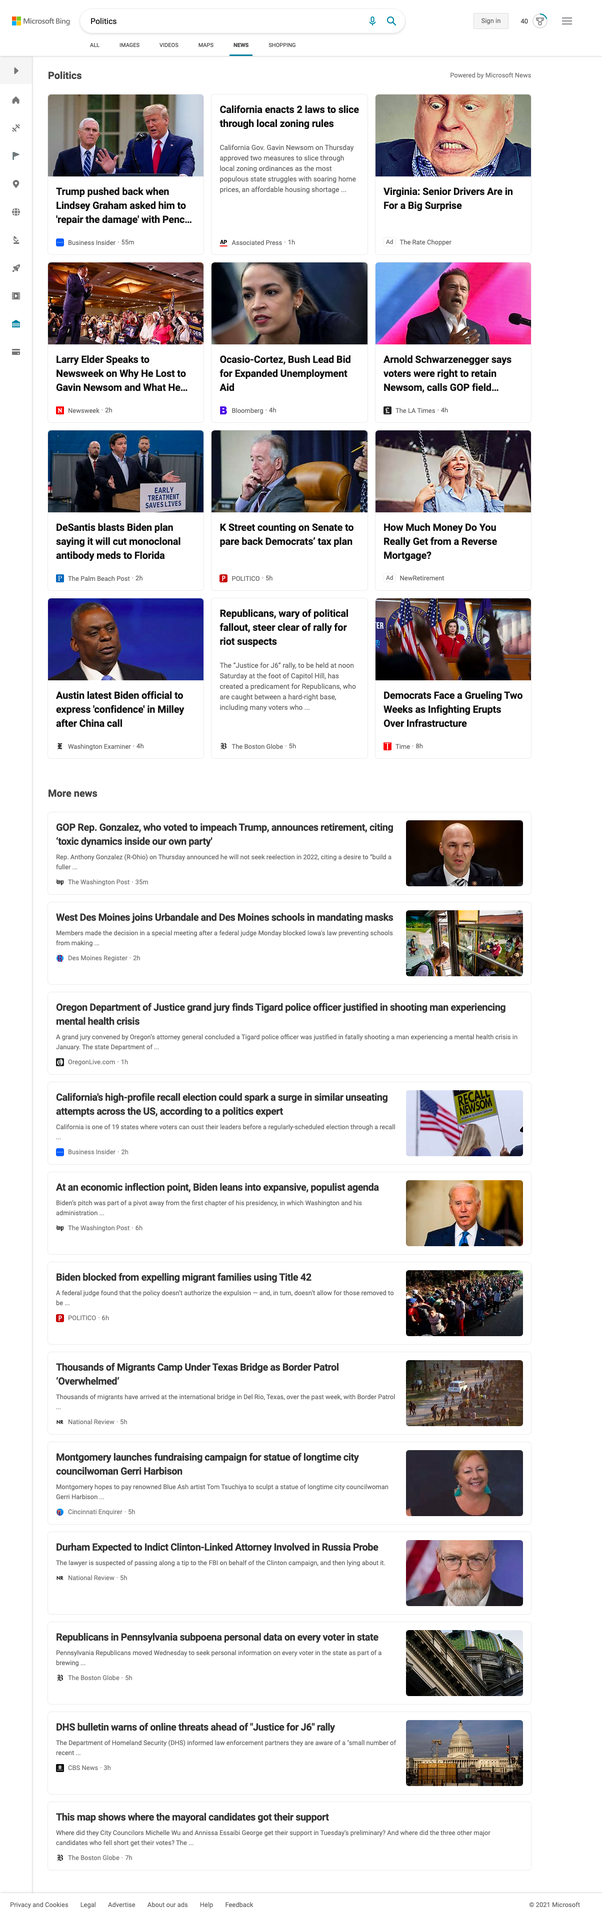 Microsoft Bing
Politics
Sign in
40
ALL IMAGES VIDEOS MAPS NEWS SHOPPING
Politics
Powered by Microsoft News
Trump pushed back when
Lindsey Graham asked him to
'repair the damage' with Penc...
Business Insider · 55m
California enacts 2 laws to slice
through local zoning rules
California Gov. Gavin Newsom on Thursday
approved two measures to slice through
local zoning ordinances as the most
populous state struggles with soaring home
prices, an affordable housing shortage ...
AP
Associated Press · 1h
Virginia: Senior Drivers Are in
For a Big Surprise
Ad The Rate Chopper
Larry Elder Speaks to
Newsweek on Why He Lost to
Gavin Newsom and What He...
N
Newsweek · 2h
Ocasio-Cortez, Bush Lead Bid
for Expanded Unemployment
Aid
B
Bloomberg · 4h
Arnold Schwarzenegger says
voters were right to retain
Newsom, calls GOP field...
The LA Times · 4h
EARLY
TREATMENT
SAVES LIVES
DeSantis blasts Biden plan
saying it will cut monoclonal
antibody meds to Florida
The Palm Beach Post · 2h
K Street counting on Senate to
pare back Democrats' tax plan
P
POLITICO · 5h
How Much Money Do You
Really Get from a Reverse
Mortgage?
Ad NewRetirement
Austin latest Biden official to
express 'confidence' in Milley
after China call
Washington Examiner · 4h
Republicans, wary of political
fallout, steer clear of rally for
riot suspects
The “Justice for J6” rally, to be held at noon
Saturday at the foot of Capitol Hill, has
created a predicament for Republicans, who
are caught between a hard-right base,
including many voters who ....
B
The Boston Globe · 5h
Democrats Face a Grueling Two
Weeks as Infighting Erupts
Over Infrastructure
T
Time · 8h
More news
GOP Rep. Gonzalez, who voted to impeach Trump, announces retirement, citing
‘toxic dynamics inside our own party’
Rep. Anthony Gonzalez (R-Ohio) on Thursday announced he will not seek reelection in 2022, citing a desire to “build a
fuller ...
wp
The Washington Post · 35m
West Des Moines joins Urbandale and Des Moines schools in mandating masks
Members made the decision in a special meeting after a federal judge Monday blocked Iowa's law preventing schools
from making ...
Des Moines Register · 2h
Oregon Department of Justice grand jury finds Tigard police officer justified in shooting man experiencing
mental health crisis
A grand jury convened by Oregon's attorney general concluded a Tigard police officer was justified in fatally shooting a man experiencing a mental health crisis in
January. The state Department of ...
OregonLive.com · 1h
California's high-profile recall election could spark a surge in similar unseating
attempts across the US, according to a politics expert
California is one of 19 states where voters can oust their leaders before a regularly-scheduled election through a recall
...
Business Insider · 2h
RECALL
NEWSOM
At an economic inflection point, Biden leans into expansive, populist agenda
Biden's pitch was part of a pivot away from the first chapter of his presidency, in which Washington and his
administration ...
wp
The Washington Post · 6h
Biden blocked from expelling migrant families using Title 42
A federal judge found that the policy doesn't authorize the expulsion — and, in turn, doesn't allow for those removed to
be ...
P
POLITICO · 6h
Thousands of Migrants Camp Under Texas Bridge as Border Patrol
‘Overwhelmed’
Thousands of migrants have arrived at the international bridge in Del Rio, Texas, over the past week, with Border Patrol
...
NR
National Review · 5h
Montgomery launches fundraising campaign for statue of longtime city
councilwoman Gerri Harbison
Montgomery hopes to pay renowned Blue Ash artist Tom Tsuchiya to sculpt a statue of longtime city councilwoman
Gerri Harbison ...
Cincinnati Enquirer · 5h
Durham Expected to Indict Clinton-Linked Attorney Involved in Russia Probe
The lawyer is suspected of passing along a tip to the FBI on behalf of the Clinton campaign, and then lying about it.
NR
National Review · 5h
Republicans in Pennsylvania subpoena personal data on every voter in state
Pennsylvania Republicans moved Wednesday to seek personal information on every voter in the state as part of a
brewing ...
B
The Boston Globe · 5h
DHS bulletin warns of online threats ahead of "Justice for J6" rally
The Department of Homeland Security (DHS) informed law enforcement partners they are aware of a "small number of
recent ...
CBS News · 3h
This map shows where the mayoral candidates got their support
Where did they City Councilors Michelle Wu and Annissa Essaibi George get their support in Tuesday's preliminary? And where did the three other major
candidates who fell short get their votes? The ...
B
The Boston Globe · 7h
Privacy and Cookies Legal Advertise About our ads Help Feedback
© 2021 Microsoft